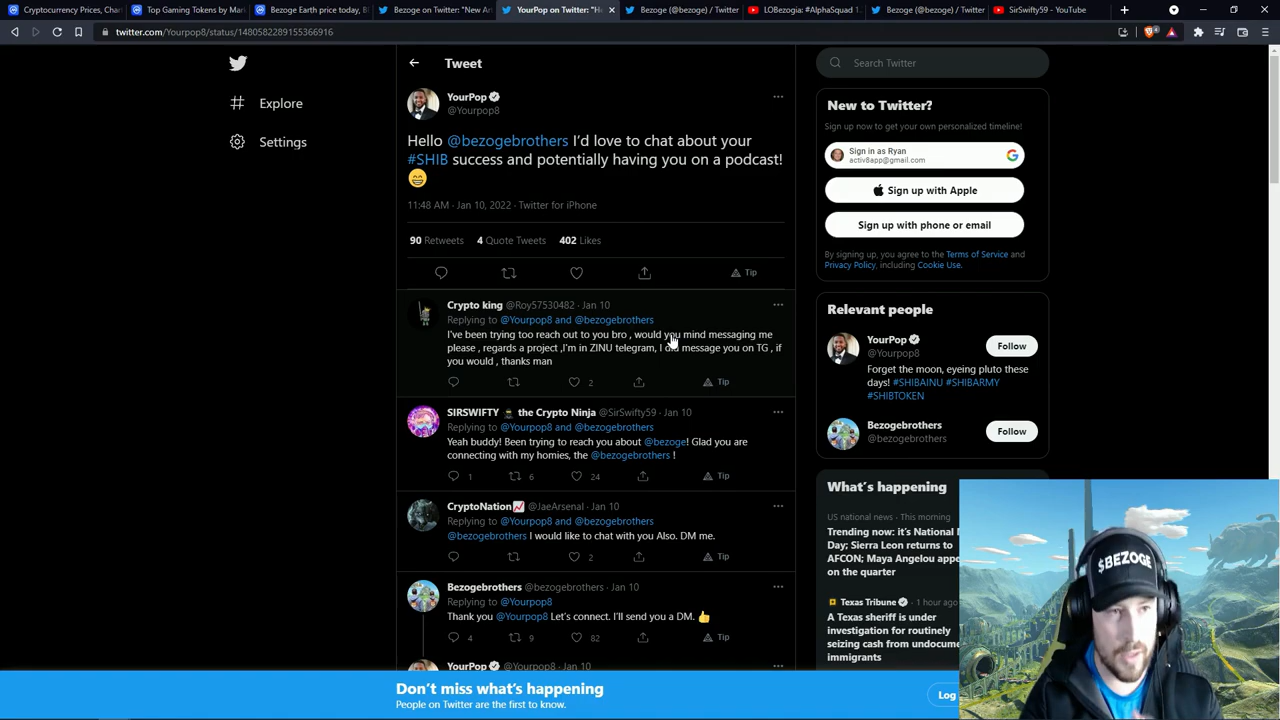 Cryptocurrency Prices, Char
Top Gaming Tokens by Mar
Bezoge Earth price today, B
Bezoge on Twitter: "New Ar
YourPop on Twitter: "H
Bezoge (@bezoge) / Twitter
LOBezogia: #AlphaSquad 1
Bezoge (@bezoge) / Twitter
SirSwifty59 - YouTube
twitter.com/Yourpop8/status/1480582289155366916
Explore
Settings
Tweet
YourPop
@Yourpop8
Hello @bezogebrothers I'd love to chat about your
#SHIB success and potentially having you on a podcast!
11:48 AM · Jan 10, 2022 · Twitter for iPhone
90 Retweets 4 Quote Tweets 402 Likes
Tip
Crypto king @Roy57530482 · Jan 10
Replying to @Yourpop8 and @bezogebrothers
I've been trying too reach out to you bro , would you mind messaging me
please , regards a project ,I'm in ZINU telegram, I did message you on TG , if
you would , thanks man
2 Tip
SIRSWIFTY the Crypto Ninja @SirSwifty59 · Jan 10
Replying to @Yourpop8 and @bezogebrothers
Yeah buddy! Been trying to reach you about @bezoge! Glad you are
connecting with my homies, the @bezogebrothers !
1 6 24 Tip
CryptoNation @JaeArsenal · Jan 10
Replying to @Yourpop8 and @bezogebrothers
@bezogebrothers I would like to chat with you Also. DM me.
2 Tip
Bezogebrothers @bezogebrothers · Jan 10
Replying to @Yourpop8
Thank you @Yourpop8 Let's connect. I'll send you a DM.
4 9 82 Tip
YourPop @Yourpop8 · Jan 10
Search Twitter
New to Twitter?
Sign up now to get your own personalized timeline!
Sign in as Ryan
activ8app@gmail.com
Sign up with Apple
Sign up with phone or email
By signing up, you agree to the Terms of Service and
Privacy Policy, including Cookie Use.
Relevant people
YourPop
@Yourpop8
Follow
Forget the moon, eyeing pluto these
days! #SHIBAINU #SHIBARMY
#SHIBTOKEN
Bezogebrothers
@bezogebrothers
Follow
What's happening
US national news · This morning
Trending now: it's National
Day; Sierra Leon returns to
AFCON; Maya Angelou app
on the quarter
Texas Tribune · 1 hour ago
A Texas sheriff is under
investigation for routinely
seizing cash from undocume
immigrants
$BEZOGE
Don't miss what's happening
People on Twitter are the first to know.
Log